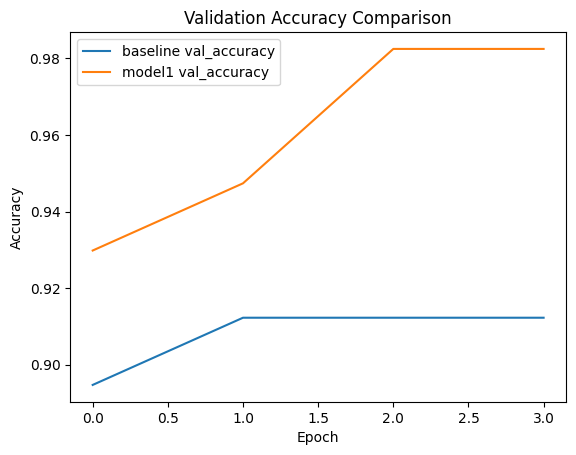 Validation Accuracy Comparison
baseline val_accuracy
model1 val_accuracy
Accuracy
0.98
0.96
0.94
0.92
0.90
0.0 0.5 1.0 1.5 2.0 2.5 3.0
Epoch